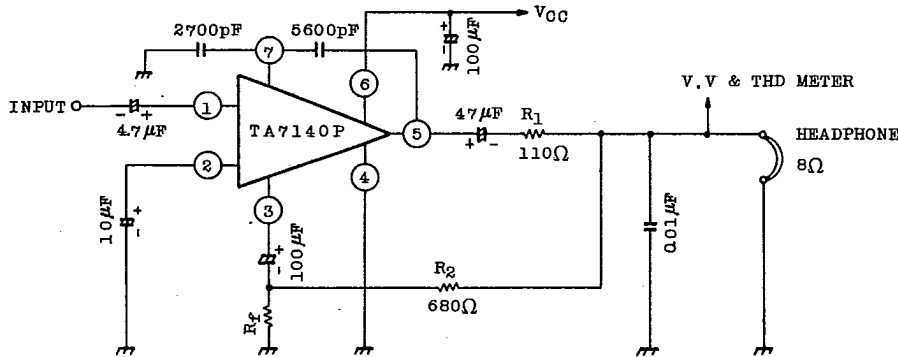 2700pF
5600pF
VCC
100μF
7
6
V.V & THD METER
INPUT
1
4.7μF
TA7140P
5
47μF
R1
110Ω
HEADPHONE
8Ω
2
4
10μF
3
100μF
0.01μF
R2
680Ω
Rf